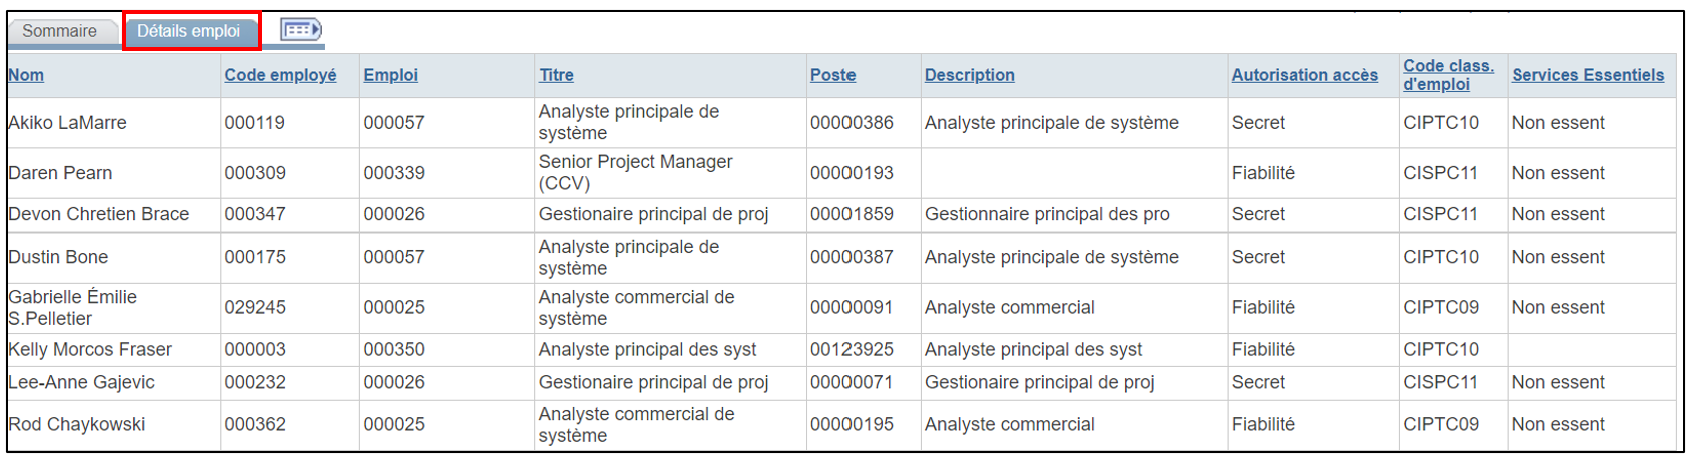 Sommaire Détails emploi
Nom Code employé Emploi Titre Poste Description Autorisation accès Code class. d'emploi Services Essentiels
Akiko LaMarre 000119 000057 Analyste principale de système 00000386 Analyste principale de système Secret CIPTC10 Non essent
Daren Pearn 000309 000339 Senior Project Manager (CCV) 00000193 Fiabilité CISPC11 Non essent
Devon Chretien Brace 000347 000026 Gestionaire principal de proj 00001859 Gestionnaire principal des pro Secret CISPC11 Non essent
Dustin Bone 000175 000057 Analyste principale de système 00000387 Analyste principale de système Secret CIPTC10 Non essent
Gabrielle Émilie S.Pelletier 029245 000025 Analyste commercial de système 00000091 Analyste commercial Fiabilité CIPTC09 Non essent
Kelly Morcos Fraser 000003 000350 Analyste principal des syst 00123925 Analyste principal des syst Fiabilité CIPTC10
Lee-Anne Gajevic 000232 000026 Gestionaire principal de proj 00000071 Gestionaire principal de proj Secret CISPC11 Non essent
Rod Chaykowski 000362 000025 Analyste commercial de système 00000195 Analyste commercial Fiabilité CIPTC09 Non essent